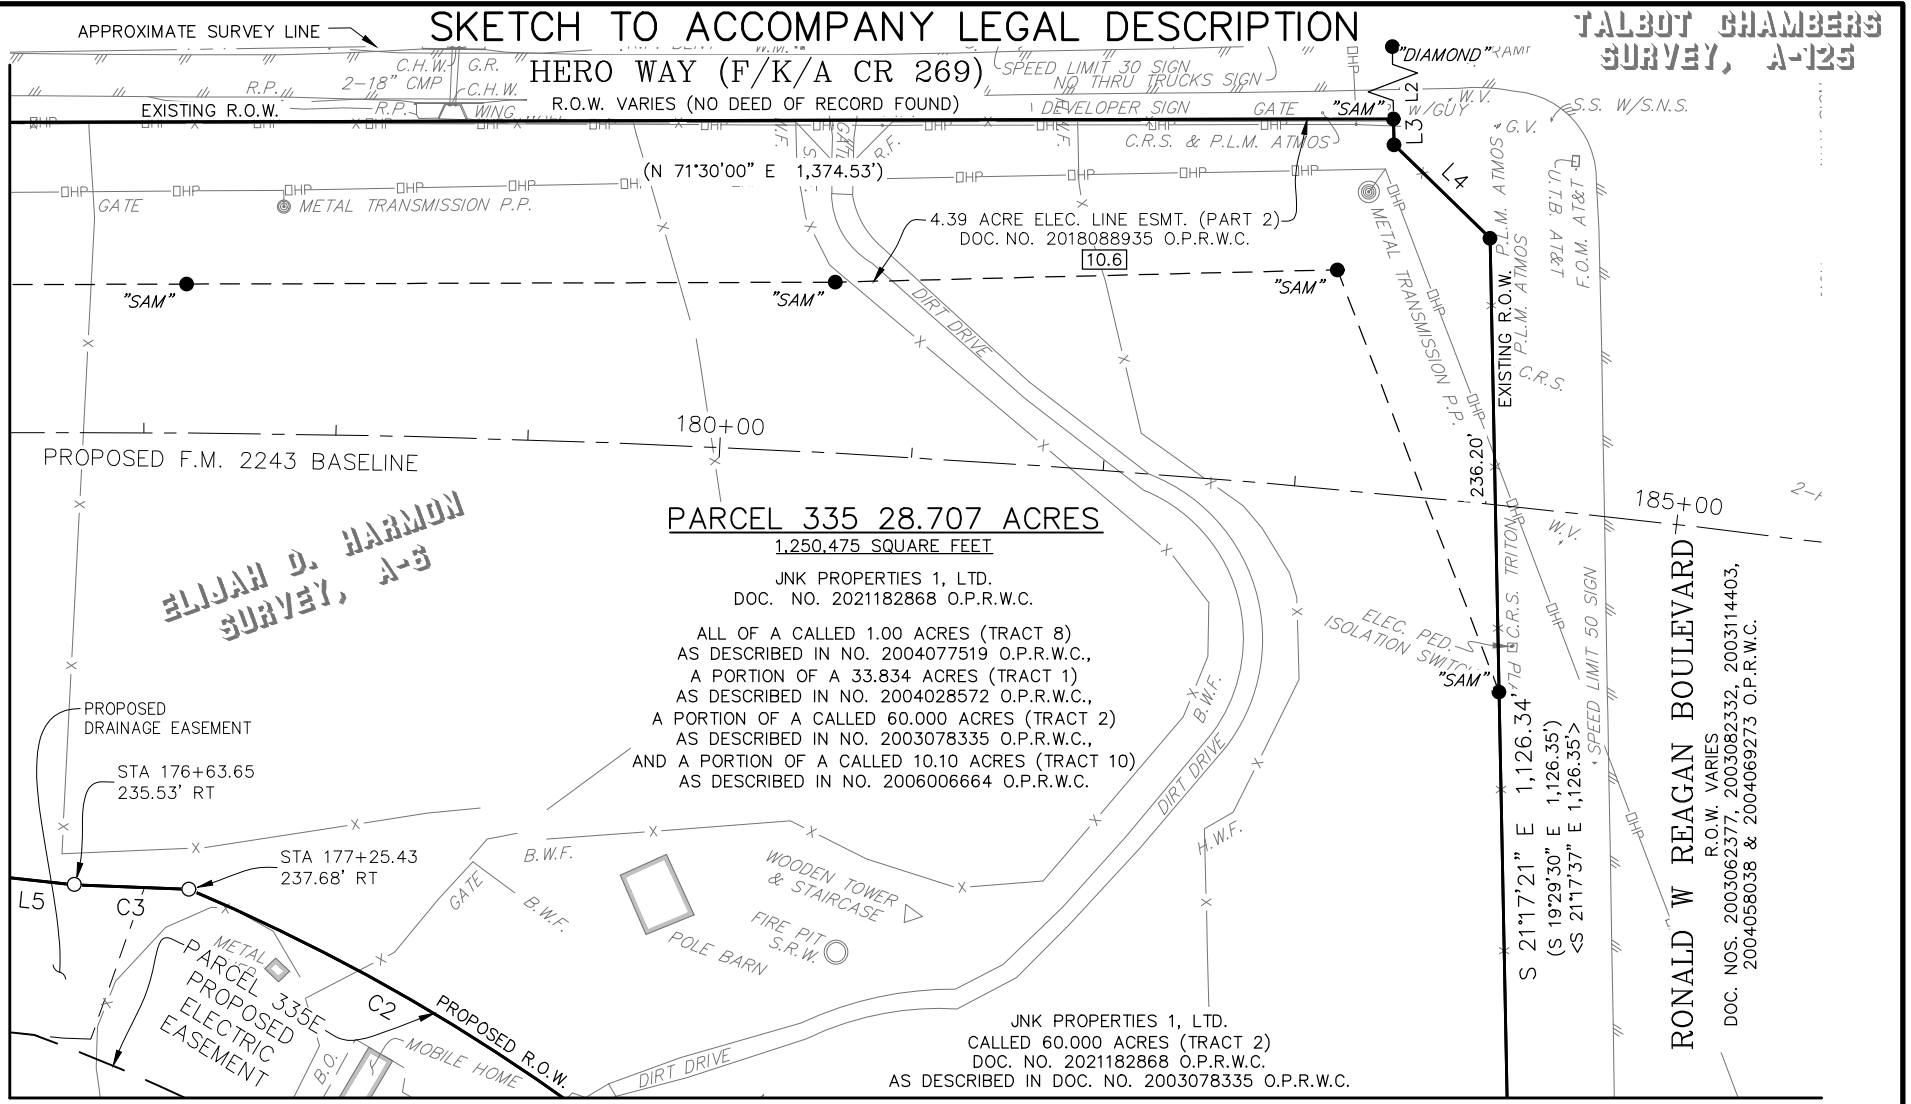 SKETCH TO ACCOMPANY LEGAL DESCRIPTION
APPROXIMATE SURVEY LINE
TALBOT CHAMBERS
SURVEY, A-125
HERO WAY (F/K/A CR 269)
R.O.W. VARIES (NO DEED OF RECORD FOUND)
EXISTING R.O.W.
C.H.W.
G.R.
2-18" CMP
C.H.W.
R.P.
R.P.
WING
SPEED LIMIT 30 SIGN
NO THRU TRUCKS SIGN
DEVELOPER SIGN
GATE
"SAM"
"DIAMOND"
L2
L3
W/GUY
W.V.
S.S. W/S.N.S.
G.V.
C.R.S. & P.L.M. ATMOS
R.F.
(N 71°30'00" E 1,374.53')
L4
OHP OHP OHP OHP OHP OHP
GATE
METAL TRANSMISSION P.P.
4.39 ACRE ELEC. LINE ESMT. (PART 2)
DOC. NO. 2018088935 O.P.R.W.C.
10.6
METAL TRANSMISSION P.P.
P.L.M. ATMOS
P.L.M. ATMOS
U.T.B. AT&T
F.O.M. AT&T
"SAM"
"SAM"
"SAM"
DIRT DRIVE
EXISTING R.O.W.
C.R.S.
236.20'
180+00
PROPOSED F.M. 2243 BASELINE
185+00
W.V.
ELIJAH D. HARMON
SURVEY, A-6
PARCEL 335 28.707 ACRES
1,250,475 SQUARE FEET
JNK PROPERTIES 1, LTD.
DOC. NO. 2021182868 O.P.R.W.C.
ALL OF A CALLED 1.00 ACRES (TRACT 8)
AS DESCRIBED IN NO. 2004077519 O.P.R.W.C.,
A PORTION OF A 33.834 ACRES (TRACT 1)
AS DESCRIBED IN NO. 2004028572 O.P.R.W.C.,
A PORTION OF A CALLED 60.000 ACRES (TRACT 2)
AS DESCRIBED IN NO. 2003078335 O.P.R.W.C.,
AND A PORTION OF A CALLED 10.10 ACRES (TRACT 10)
AS DESCRIBED IN NO. 2006006664 O.P.R.W.C.
ELEC. PED.
ISOLATION
"SAM"
C.R.S. TRITON
SPEED LIMIT 50 SIGN
S 21°17'21" E 1,126.34'
(S 19°29'30" E 1,126.35')
<S 21°17'37" E 1,126.35'>
RONALD W REAGAN BOULEVARD
R.O.W. VARIES
DOC. NOS. 2003062377, 2003082332, 2003114403,
2004058038 & 2004069273 O.P.R.W.C.
PROPOSED
DRAINAGE EASEMENT
STA 176+63.65
235.53' RT
STA 177+25.43
237.68' RT
L5
C3
C2
B.W.F.
B.W.F.
B.W.F.
H.W.F.
GATE
POLE BARN
WOODEN TOWER
& STAIRCASE
FIRE PIT
S.R.W.
DIRT DRIVE
METAL
PARCEL 335E
PROPOSED
ELECTRIC
EASEMENT
PROPOSED R.O.W.
MOBILE HOME
B.O.
DIRT DRIVE
JNK PROPERTIES 1, LTD.
CALLED 60.000 ACRES (TRACT 2)
DOC. NO. 2021182868 O.P.R.W.C.
AS DESCRIBED IN DOC. NO. 2003078335 O.P.R.W.C.